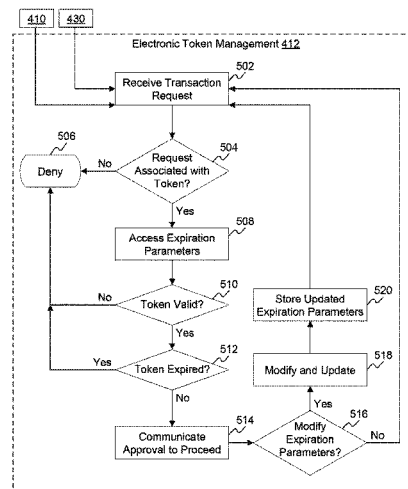 410 430
Electronic Token Management 412
502
Receive Transaction
Request
506
504
Deny
No
Request
Associated with
Token?
Yes
508
Access Expiration
Parameters
510
No
Token Valid?
Yes
512
Yes
Token Expired?
No
514
Communicate
Approval to Proceed
520
Store Updated
Expiration Parameters
518
Modify and Update
Yes
516
Modify
Expiration
Parameters?
No